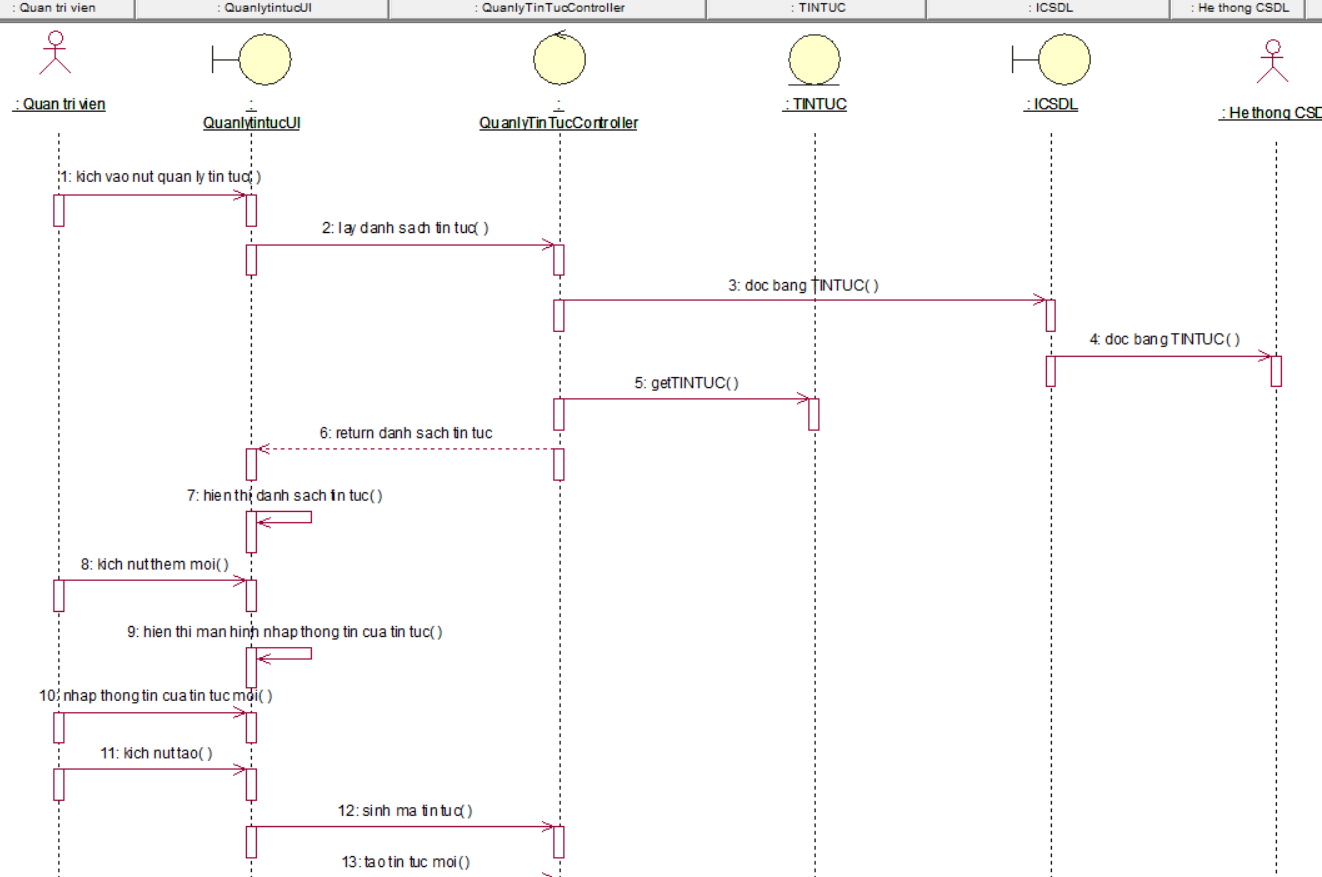 : Quan tri vien
: QuanlytintucUI
: QuanlyTinTucController
: TINTUC
: ICSDL
: He thong CSDL
: Quan tri vien
:
QuanlytintucUI
:
QuanlyTinTucController
: TINTUC
: ICSDL
: He thong CSD
1: kich vao nut quan ly tin tuc( )
2: lay danh sach tin tuc( )
3: doc bang TINTUC( )
4: doc bang TINTUC( )
5: getTINTUC( )
6: return danh sach tin tuc
7: hien thi danh sach tin tuc( )
8: kich nut them moi( )
9: hien thi man hinh nhap thong tin cua tin tuc( )
10: nhap thong tin cua tin tuc moi( )
11: kich nut tao( )
12: sinh ma tin tuc( )
13: tao tin tuc moi( )